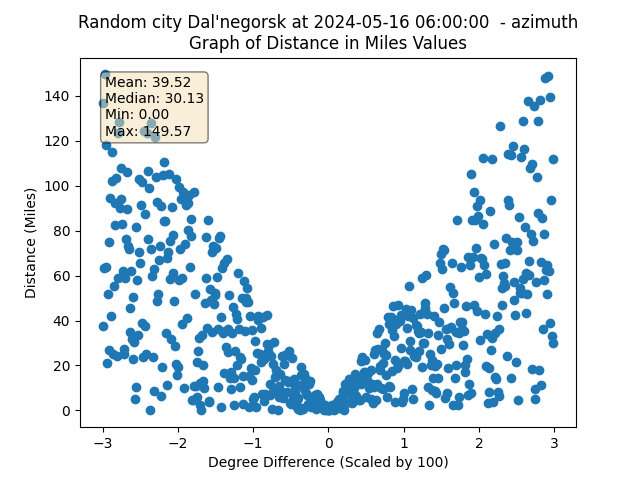 Random city Dal'negorsk at 2024-05-16 06:00:00  - azimuth
Graph of Distance in Miles Values
Mean: 39.52
Median: 30.13
Min: 0.00
Max: 149.57
Distance (Miles)
140
120
100
80
60
40
20
0
−3 −2 −1 0 1 2 3
Degree Difference (Scaled by 100)